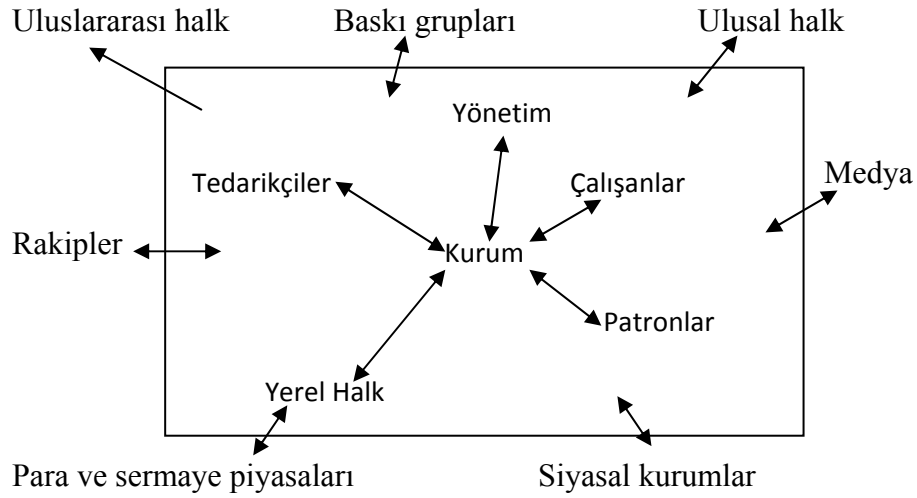 Uluslararası halk
Baskı grupları
Ulusal halk
Yönetim
Tedarikçiler
Çalışanlar
Medya
Rakipler
Kurum
Patronlar
Yerel Halk
Para ve sermaye piyasaları
Siyasal kurumlar